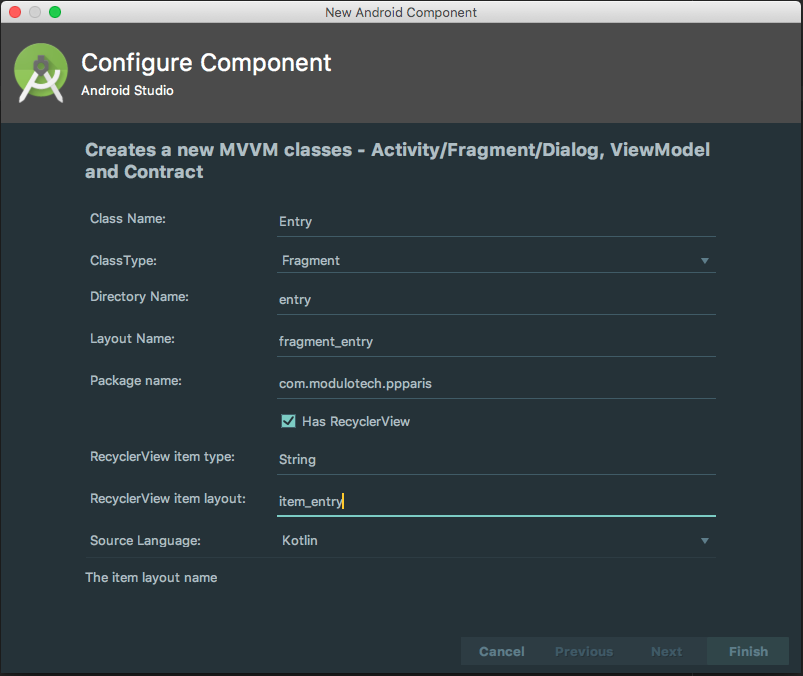 New Android Component
Configure Component
Android Studio
Creates a new MVVM classes - Activity/Fragment/Dialog, ViewModel
and Contract
Class Name: Entry
ClassType: Fragment
Directory Name: entry
Layout Name: fragment_entry
Package name: com.modulotech.ppparis
Has RecyclerView
RecyclerView item type: String
RecyclerView item layout: item_entry
Source Language: Kotlin
The item layout name
Cancel Previous Next Finish